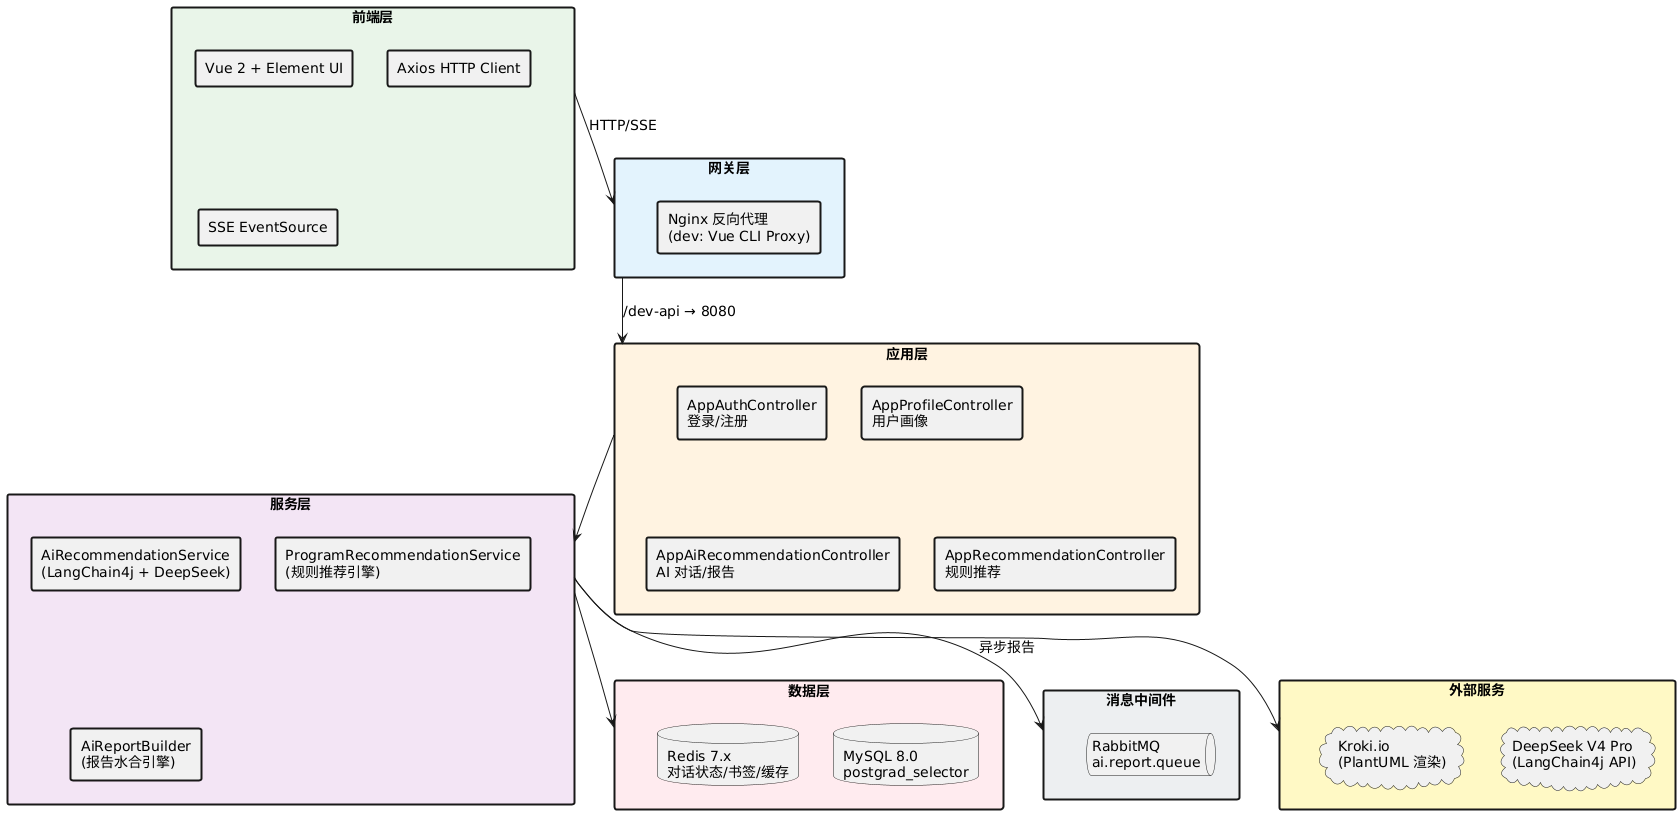 前端层
Vue 2 + Element UI
Axios HTTP Client
SSE EventSource
HTTP/SSE
网关层
Nginx 反向代理
(dev: Vue CLI Proxy)
/dev-api → 8080
应用层
AppAuthController
登录/注册
AppProfileController
用户画像
AppAiRecommendationController
AI 对话/报告
AppRecommendationController
规则推荐
服务层
AiRecommendationService
(LangChain4j + DeepSeek)
ProgramRecommendationService
(规则推荐引擎)
AiReportBuilder
(报告水合引擎)
异步报告
数据层
Redis 7.x
对话状态/书签/缓存
MySQL 8.0
postgrad_selector
消息中间件
RabbitMQ
ai.report.queue
外部服务
Kroki.io
(PlantUML 渲染)
DeepSeek V4 Pro
(LangChain4j API)